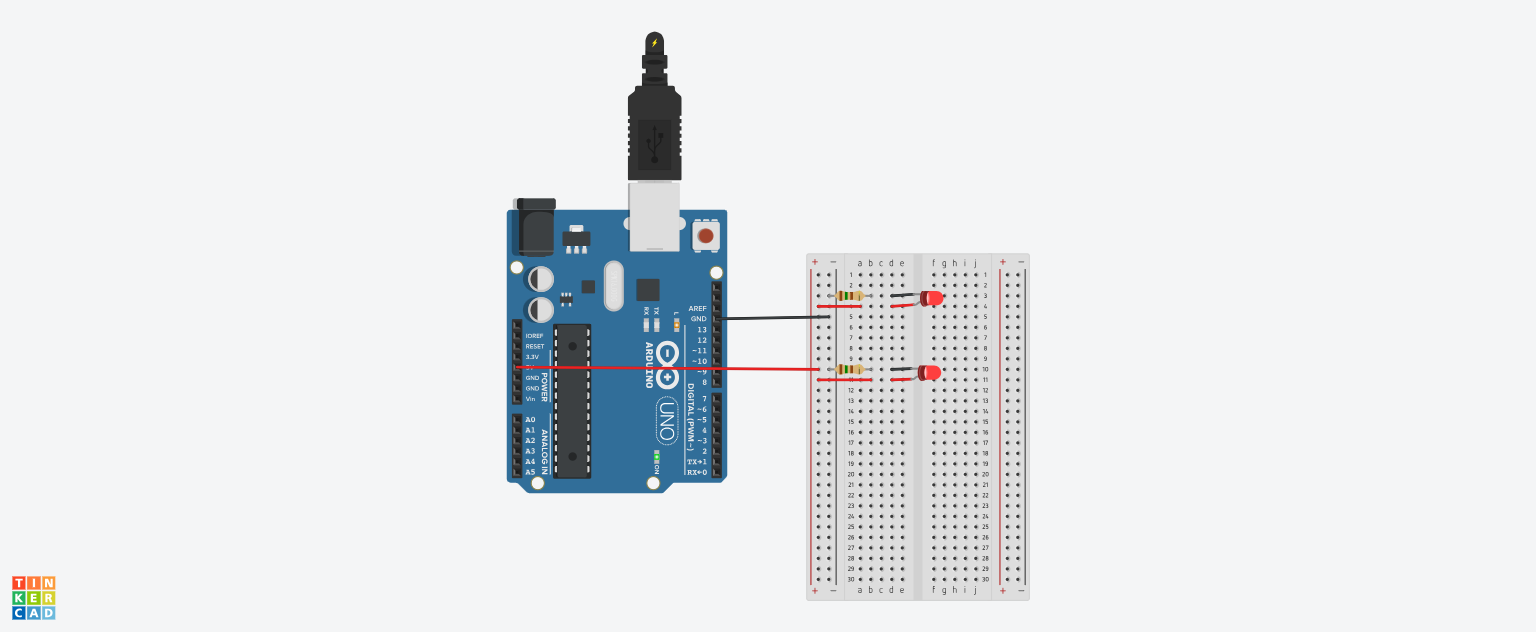 AREF
GND
13
12
~11
~10
~9
8
7
~6
~5
4
~3
2
TX→1
RX←0
IOREF
RESET
3.3V
GND
GND
Vin
A0
A1
A2
A3
A4
A5
POWER
ANALOG IN
RX
TX
L
ARDUINO
UNO
DIGITAL (PWM~)
ON
+ − a b c d e f g h i j + −
1 1
2 2
3 3
4
5 5
6 6
7 7
8 8
9 9
10
11
12 12
13 13
14 14
15 15
16 16
17 17
18 18
19 19
20 20
21 21
22 22
23 23
24 24
25 25
26 26
27 27
28 28
29 29
30 30
+ − a b c d e f g h i j + −
TIN
KER
CAD